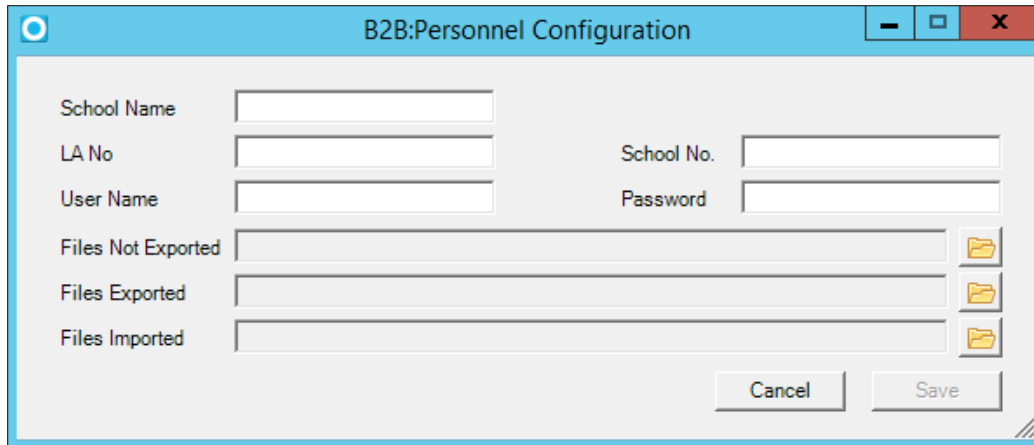 B2B:Personnel Configuration
School Name
LA No
School No.
User Name
Password
Files Not Exported
Files Exported
Files Imported
Cancel
Save